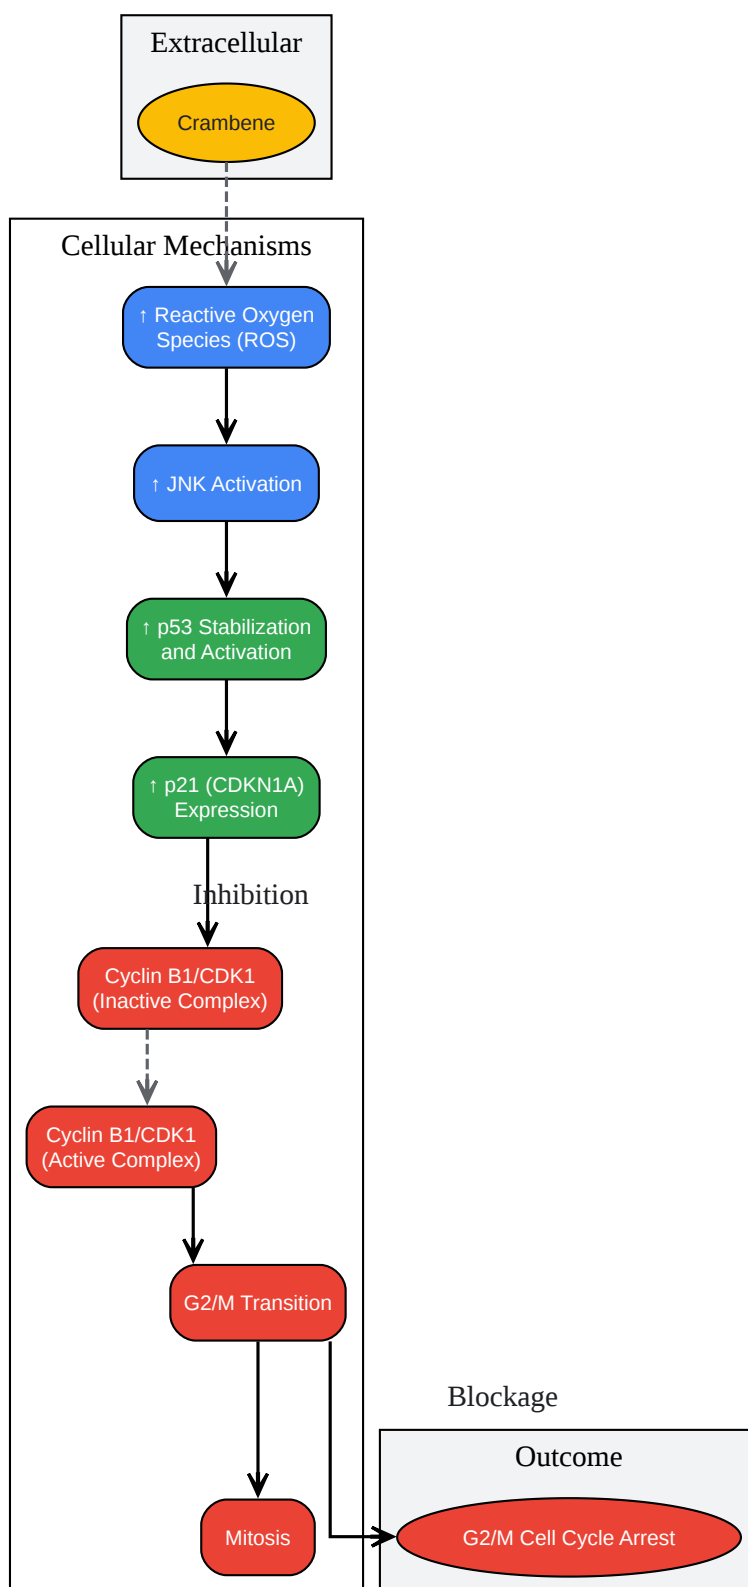 Extracellular
Crambene
Cellular Mechanisms
↑ Reactive Oxygen
Species (ROS)
↑ JNK Activation
↑ p53 Stabilization
and Activation
↑ p21 (CDKN1A)
Expression
Inhibition
Cyclin B1/CDK1
(Inactive Complex)
Cyclin B1/CDK1
(Active Complex)
G2/M Transition
Blockage
Outcome
Mitosis
G2/M Cell Cycle Arrest